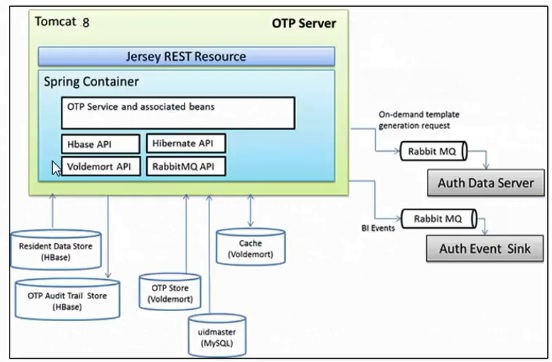 Tomcat 8
OTP Server
Jersey REST Resource
Spring Container
OTP Service and associated beans
Hbase API
Hibernate API
Voldemort API
RabbitMQ API
On-demand template
generation request
Rabbit MQ
Auth Data Server
BI Events
Rabbit MQ
Auth Event Sink
Resident Data Store
(HBase)
OTP Audit Trail Store
(HBase)
OTP Store
(Voldemort)
uidmaster
(MySQL)
Cache
(Voldemort)